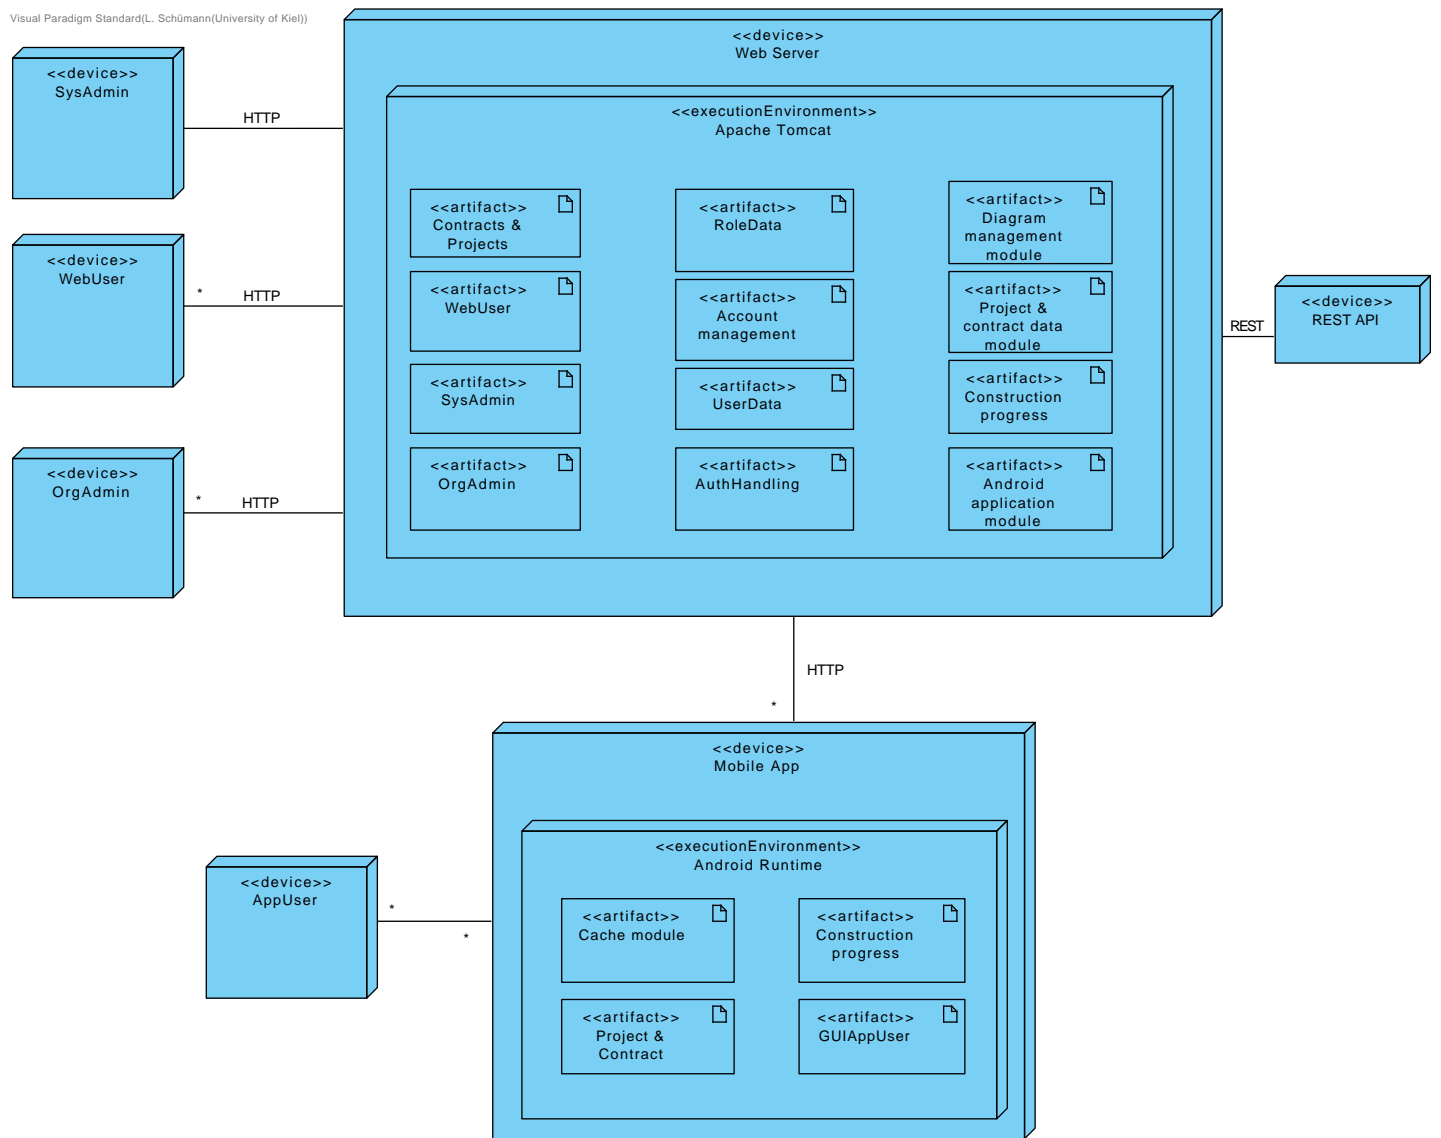 Visual Paradigm Standard(L. Schümann(University of Kiel))
<<device>>
SysAdmin
HTTP
<<device>>
WebUser
*
HTTP
<<device>>
OrgAdmin
*
HTTP
<<device>>
Web Server
<<executionEnvironment>>
Apache Tomcat
<<artifact>>
Contracts &
Projects
<<artifact>>
WebUser
<<artifact>>
SysAdmin
<<artifact>>
OrgAdmin
<<artifact>>
RoleData
<<artifact>>
Account
management
<<artifact>>
UserData
<<artifact>>
AuthHandling
<<artifact>>
Diagram
management
module
<<artifact>>
Project &
contract data
module
<<artifact>>
Construction
progress
<<artifact>>
Android
application
module
REST
<<device>>
REST API
HTTP
*
<<device>>
Mobile App
<<executionEnvironment>>
Android Runtime
<<artifact>>
Cache module
<<artifact>>
Construction
progress
<<artifact>>
Project &
Contract
<<artifact>>
GUIAppUser
<<device>>
AppUser
*
*